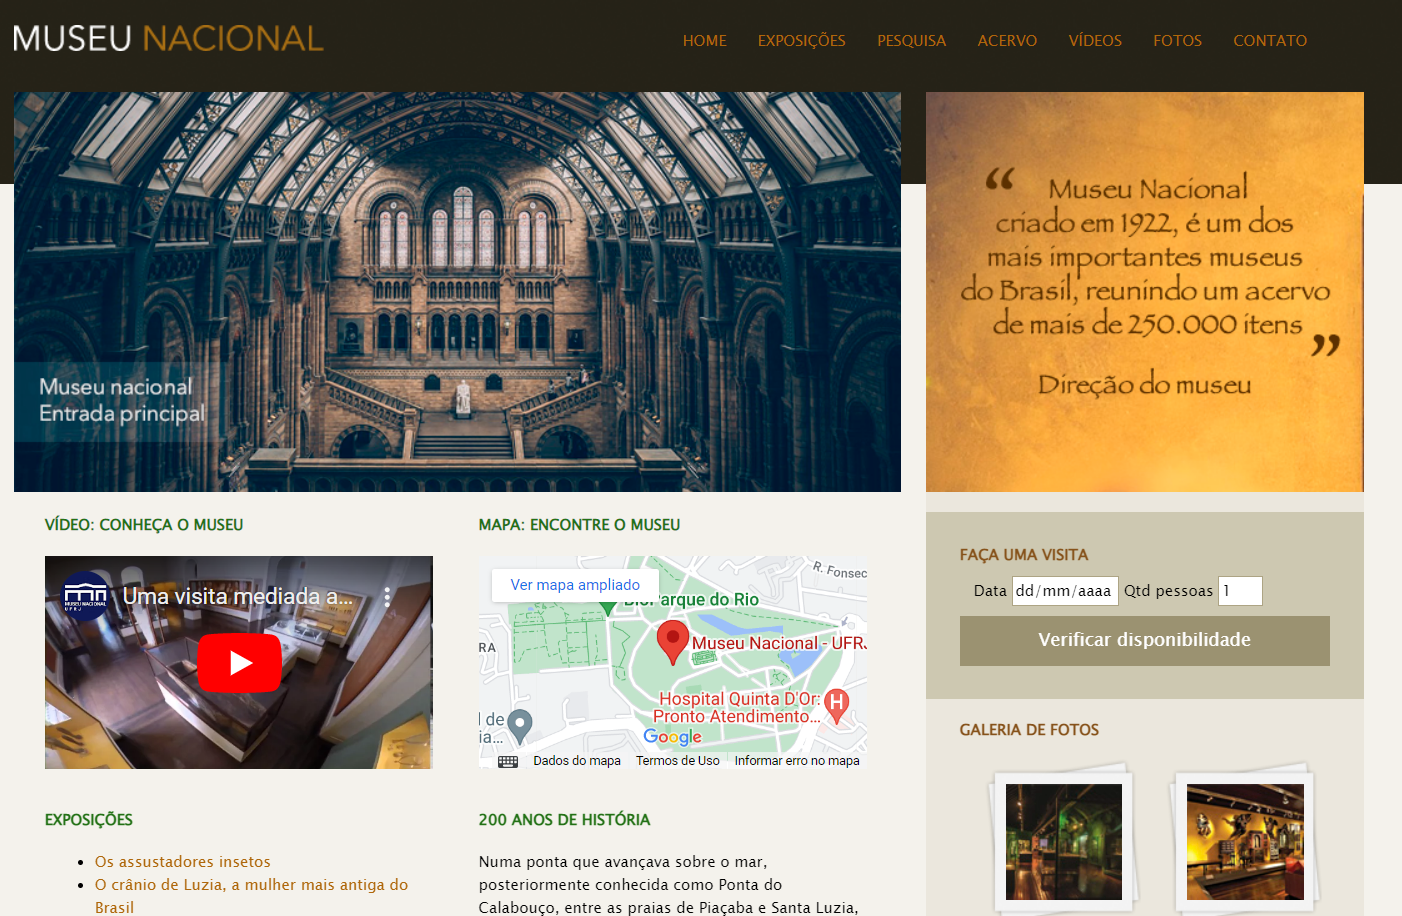 MUSEU NACIONAL
HOME EXPOSIÇÕES PESQUISA ACERVO VÍDEOS FOTOS CONTATO
Museu nacional
Entrada principal
“ Museu Nacional
criado em 1922, é um dos
mais importantes museus
do Brasil, reunindo um acervo
de mais de 250.000 itens ”
Direção do museu
VÍDEO: CONHEÇA O MUSEU
MUSEU NACIONAL
UFRJ
Uma visita mediada a...
MAPA: ENCONTRE O MUSEU
Ver mapa ampliado
R. Fonsec
BioParque do Rio
RA
Museu Nacional - UFRJ
Hospital Quinta D'Or:
Pronto Atendimento...
H
l de
ia...
Google
Dados do mapa Termos de Uso Informar erro no mapa
FAÇA UMA VISITA
Data dd/mm/aaaa Qtd pessoas 1
Verificar disponibilidade
GALERIA DE FOTOS
EXPOSIÇÕES
Os assustadores insetos
O crânio de Luzia, a mulher mais antiga do
Brasil
200 ANOS DE HISTÓRIA
Numa ponta que avançava sobre o mar,
posteriormente conhecida como Ponta do
Calabouço, entre as praias de Piaçaba e Santa Luzia,